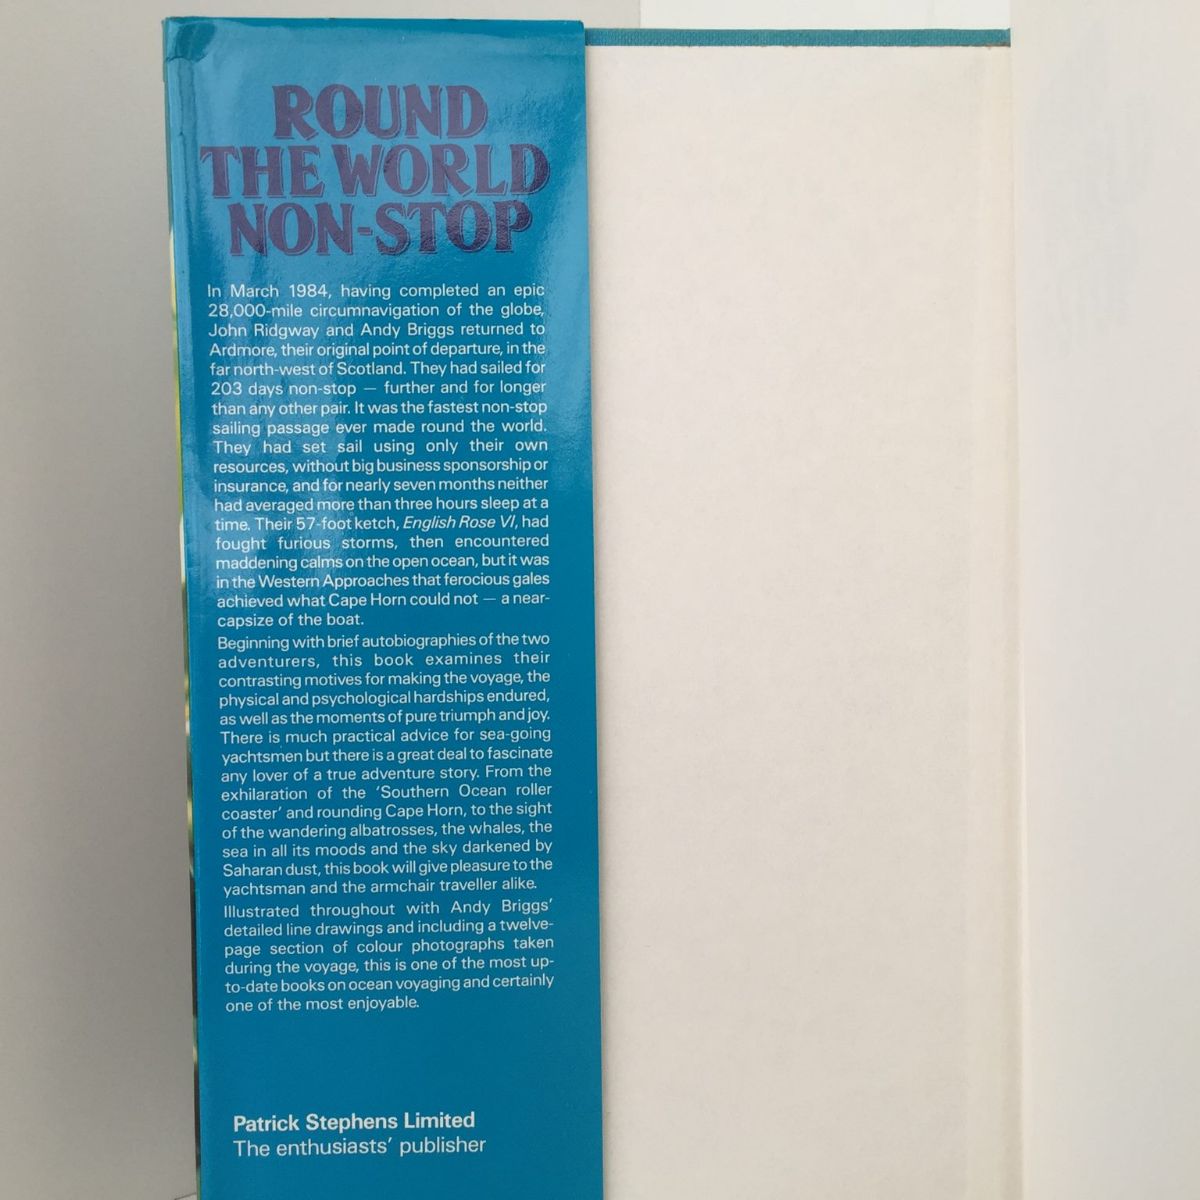 ROUND
THE WORLD
NON-STOP
In March 1984, having completed an epic
28,000-mile circumnavigation of the globe,
John Ridgway and Andy Briggs returned to
Ardmore, their original point of departure, in the
far north-west of Scotland. They had sailed for
203 days non-stop — further and for longer
than any other pair. It was the fastest non-stop
sailing passage ever made round the world.
They had set sail using only their own
resources, without big business sponsorship or
insurance, and for nearly seven months neither
had averaged more than three hours sleep at a
time. Their 57-foot ketch, English Rose VI, had
fought furious storms, then encountered
maddening calms on the open ocean, but it was
in the Western Approaches that ferocious gales
achieved what Cape Horn could not — a near-
capsize of the boat.
Beginning with brief autobiographies of the two
adventurers, this book examines their
contrasting motives for making the voyage, the
physical and psychological hardships endured,
as well as the moments of pure triumph and joy.
There is much practical advice for sea-going
yachtsmen but there is a great deal to fascinate
any lover of a true adventure story. From the
exhilaration of the ‘Southern Ocean roller
coaster’ and rounding Cape Horn, to the sight
of the wandering albatrosses, the whales, the
sea in all its moods and the sky darkened by
Saharan dust, this book will give pleasure to the
yachtsman and the armchair traveller alike.
Illustrated throughout with Andy Briggs’
detailed line drawings and including a twelve-
page section of colour photographs taken
during the voyage, this is one of the most up-
to-date books on ocean voyaging and certainly
one of the most enjoyable.
Patrick Stephens Limited
The enthusiasts’ publisher